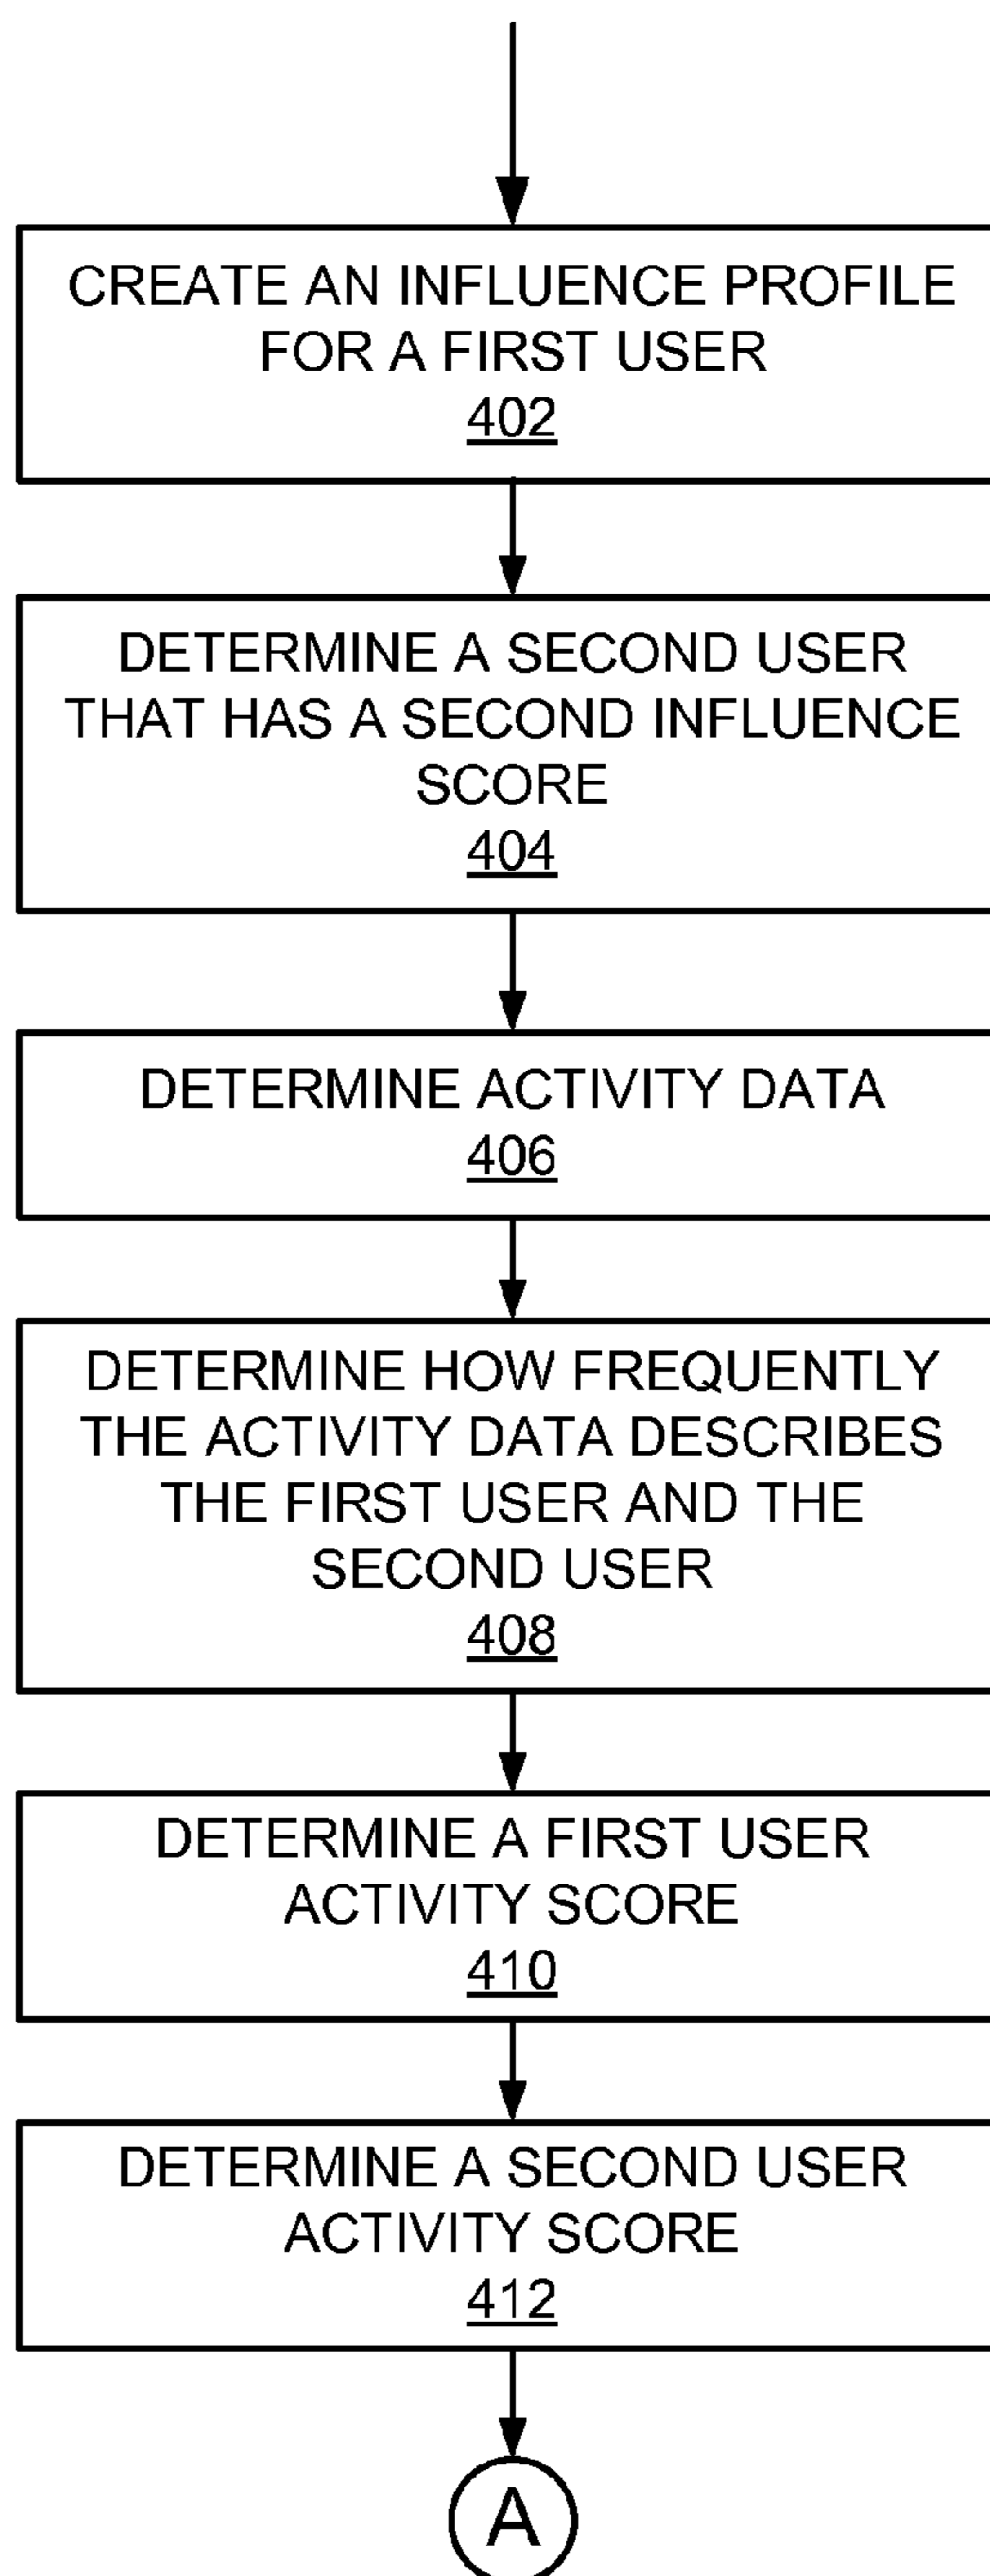 CREATE AN INFLUENCE PROFILE
FOR A FIRST USER
402
DETERMINE A SECOND USER
THAT HAS A SECOND INFLUENCE
SCORE
404
DETERMINE ACTIVITY DATA
406
DETERMINE HOW FREQUENTLY
THE ACTIVITY DATA DESCRIBES
THE FIRST USER AND THE
SECOND USER
408
DETERMINE A FIRST USER
ACTIVITY SCORE
410
DETERMINE A SECOND USER
ACTIVITY SCORE
412
A